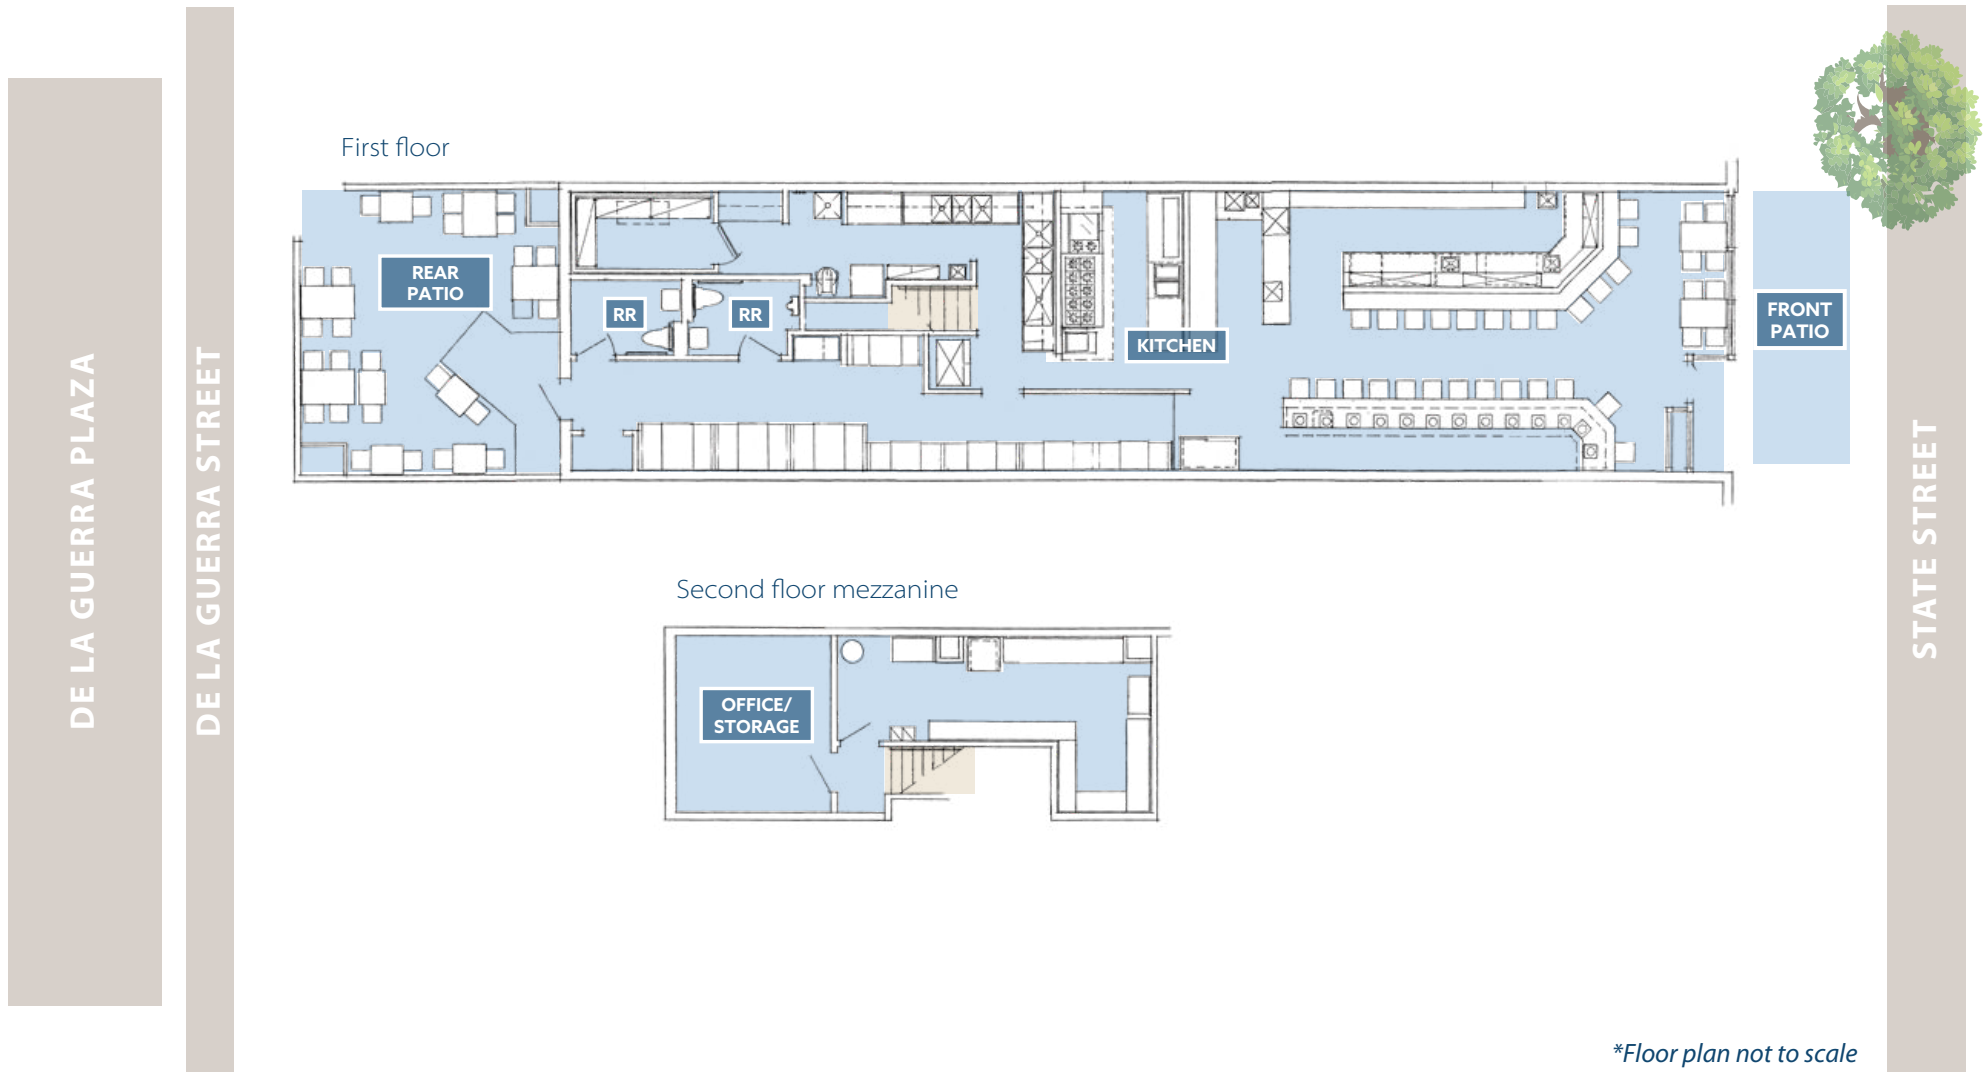 First floor
REAR
PATIO
RR
RR
KITCHEN
FRONT
PATIO
DE LA GUERRA PLAZA
DE LA GUERRA STREET
STATE STREET
Second floor mezzanine
OFFICE/
STORAGE
*Floor plan not to scale